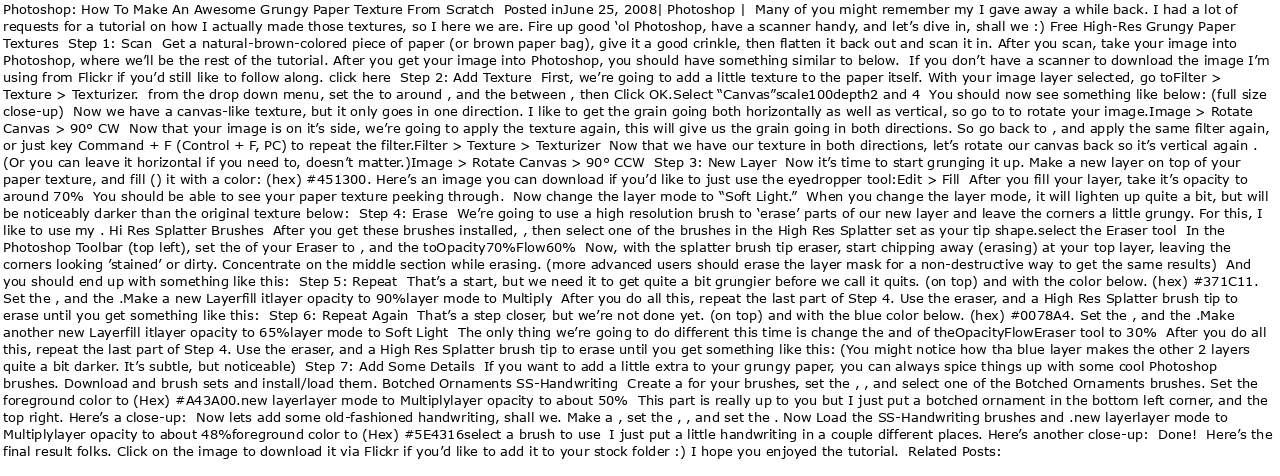 Photoshop: How To Make An Awesome Grungy Paper Texture From Scratch  Posted inJune 25, 2008| Photoshop |  Many of you might remember my I gave away a while back. I had a lot of
requests for a tutorial on how I actually made those textures, so I here we are. Fire up good ‘ol Photoshop, have a scanner handy, and let’s dive in, shall we :) Free High-Res Grungy Paper
Textures  Step 1: Scan  Get a natural-brown-colored piece of paper (or brown paper bag), give it a good crinkle, then flatten it back out and scan it in. After you scan, take your image into
Photoshop, where we’ll be the rest of the tutorial. After you get your image into Photoshop, you should have something similar to below.  If you don’t have a scanner to download the image I’m
using from Flickr if you’d still like to follow along. click here  Step 2: Add Texture  First, we’re going to add a little texture to the paper itself. With your image layer selected, go toFilter >
Texture > Texturizer.  from the drop down menu, set the to around , and the between , then Click OK.Select “Canvas”scale100depth2 and 4  You should now see something like below: (full size
close-up)  Now we have a canvas-like texture, but it only goes in one direction. I like to get the grain going both horizontally as well as vertical, so go to to rotate your image.Image > Rotate
Canvas > 90° CW  Now that your image is on it’s side, we’re going to apply the texture again, this will give us the grain going in both directions. So go back to , and apply the same filter again,
or just key Command + F (Control + F, PC) to repeat the filter.Filter > Texture > Texturizer  Now that we have our texture in both directions, let’s rotate our canvas back so it’s vertical again .
(Or you can leave it horizontal if you need to, doesn’t matter.)Image > Rotate Canvas > 90° CCW  Step 3: New Layer  Now it’s time to start grunging it up. Make a new layer on top of your
paper texture, and fill () it with a color: (hex) #451300. Here’s an image you can download if you’d like to just use the eyedropper tool:Edit > Fill  After you fill your layer, take it’s opacity to
around 70%  You should be able to see your paper texture peeking through.  Now change the layer mode to “Soft Light.”  When you change the layer mode, it will lighten up quite a bit, but will
be noticeably darker than the original texture below:  Step 4: Erase  We’re going to use a high resolution brush to ‘erase’ parts of our new layer and leave the corners a little grungy. For this, I
like to use my . Hi Res Splatter Brushes  After you get these brushes installed, , then select one of the brushes in the High Res Splatter set as your tip shape.select the Eraser tool  In the
Photoshop Toolbar (top left), set the of your Eraser to , and the toOpacity70%Flow60%  Now, with the splatter brush tip eraser, start chipping away (erasing) at your top layer, leaving the
corners looking ’stained’ or dirty. Concentrate on the middle section while erasing. (more advanced users should erase the layer mask for a non-destructive way to get the same results)  And
you should end up with something like this:  Step 5: Repeat  That’s a start, but we need it to get quite a bit grungier before we call it quits. (on top) and with the color below. (hex) #371C11.
Set the , and the .Make a new Layerfill itlayer opacity to 90%layer mode to Multiply  After you do all this, repeat the last part of Step 4. Use the eraser, and a High Res Splatter brush tip to
erase until you get something like this:  Step 6: Repeat Again  That’s a step closer, but we’re not done yet. (on top) and with the blue color below. (hex) #0078A4. Set the , and the .Make
another new Layerfill itlayer opacity to 65%layer mode to Soft Light  The only thing we’re going to do different this time is change the and of theOpacityFlowEraser tool to 30%  After you do all
this, repeat the last part of Step 4. Use the eraser, and a High Res Splatter brush tip to erase until you get something like this: (You might notice how tha blue layer makes the other 2 layers
quite a bit darker. It’s subtle, but noticeable)  Step 7: Add Some Details  If you want to add a little extra to your grungy paper, you can always spice things up with some cool Photoshop
brushes. Download and brush sets and install/load them. Botched Ornaments SS-Handwriting  Create a for your brushes, set the , , and select one of the Botched Ornaments brushes. Set the
foreground color to (Hex) #A43A00.new layerlayer mode to Multiplylayer opacity to about 50%  This part is really up to you but I just put a botched ornament in the bottom left corner, and the
top right. Here’s a close-up:  Now lets add some old-fashioned handwriting, shall we. Make a , set the , , and set the . Now Load the SS-Handwriting brushes and .new layerlayer mode to
Multiplylayer opacity to about 48%foreground color to (Hex) #5E4316select a brush to use  I just put a little handwriting in a couple different places. Here’s another close-up:  Done!  Here’s the
final result folks. Click on the image to download it via Flickr if you’d like to add it to your stock folder :) I hope you enjoyed the tutorial.  Related Posts: